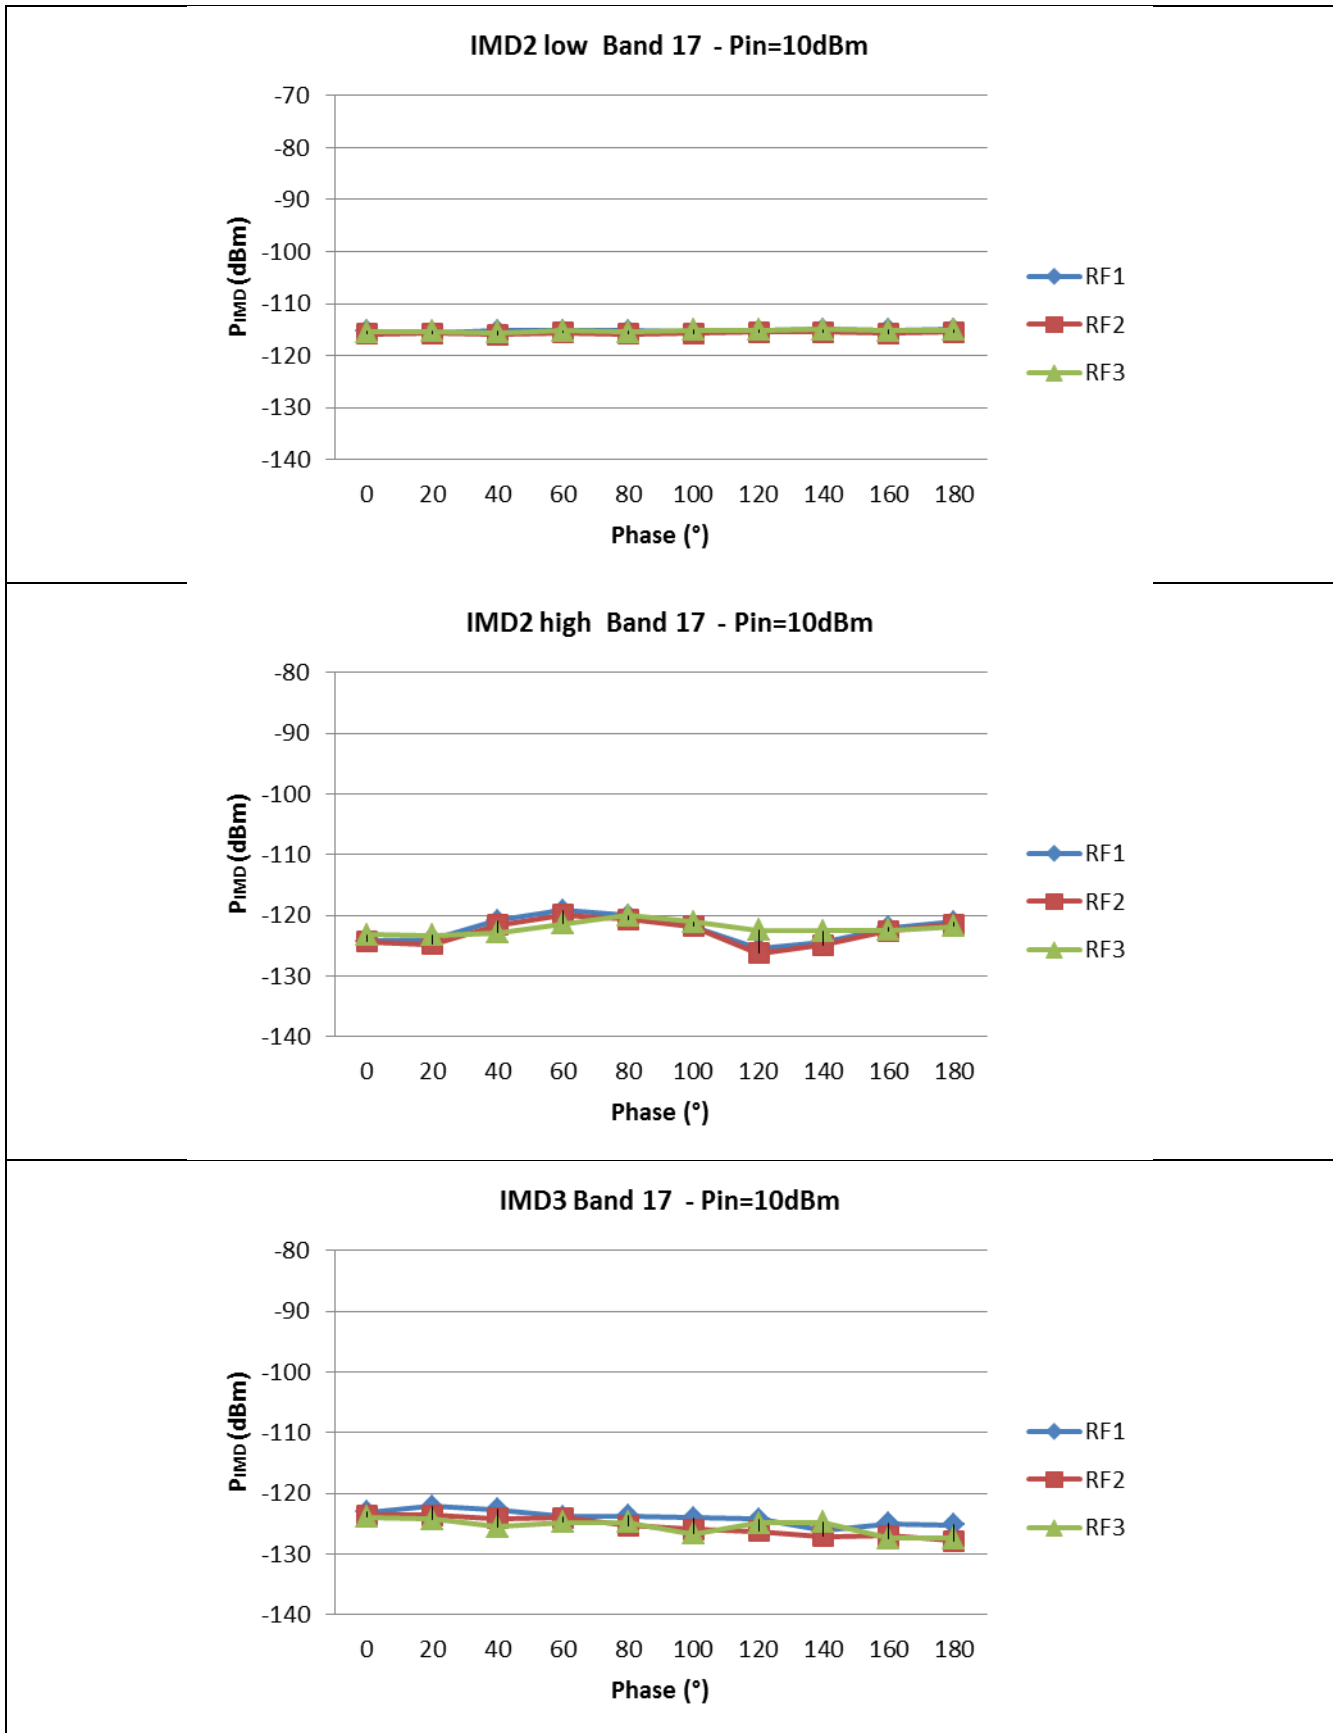 IMD2 low  Band 17  - Pin=10dBm
-70
-80
-90
-100
-110
-120
-130
-140
PIMD (dBm)
0 20 40 60 80 100 120 140 160 180
Phase (°)
RF1
RF2
RF3
IMD2 high  Band 17  - Pin=10dBm
-80
-90
-100
-110
-120
-130
-140
PIMD (dBm)
0 20 40 60 80 100 120 140 160 180
Phase (°)
RF1
RF2
RF3
IMD3 Band 17  - Pin=10dBm
-80
-90
-100
-110
-120
-130
-140
PIMD (dBm)
0 20 40 60 80 100 120 140 160 180
Phase (°)
RF1
RF2
RF3